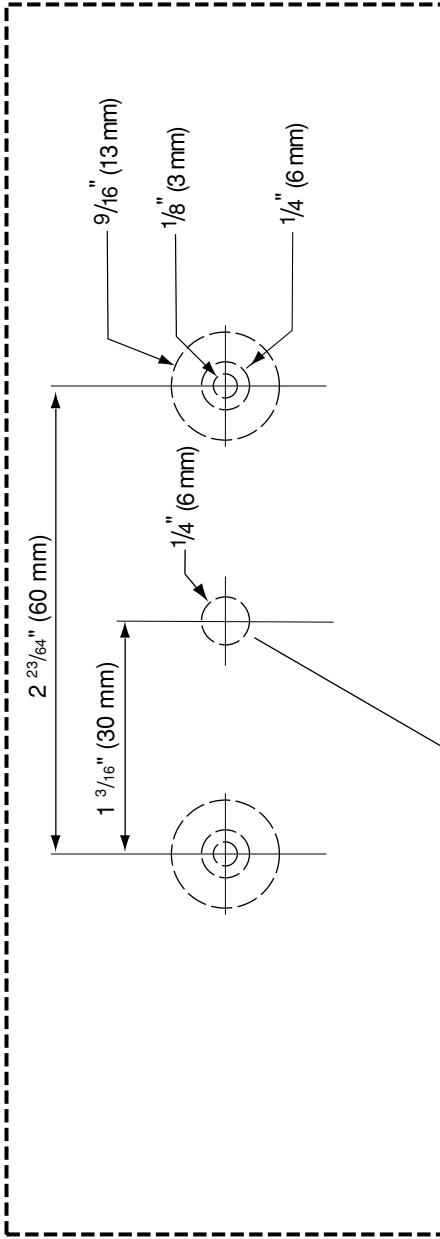 2 23/64" (60 mm)
1 3/16" (30 mm)
1/4" (6 mm)
9/16" (13 mm)
1/8" (3 mm)
1/4" (6 mm)